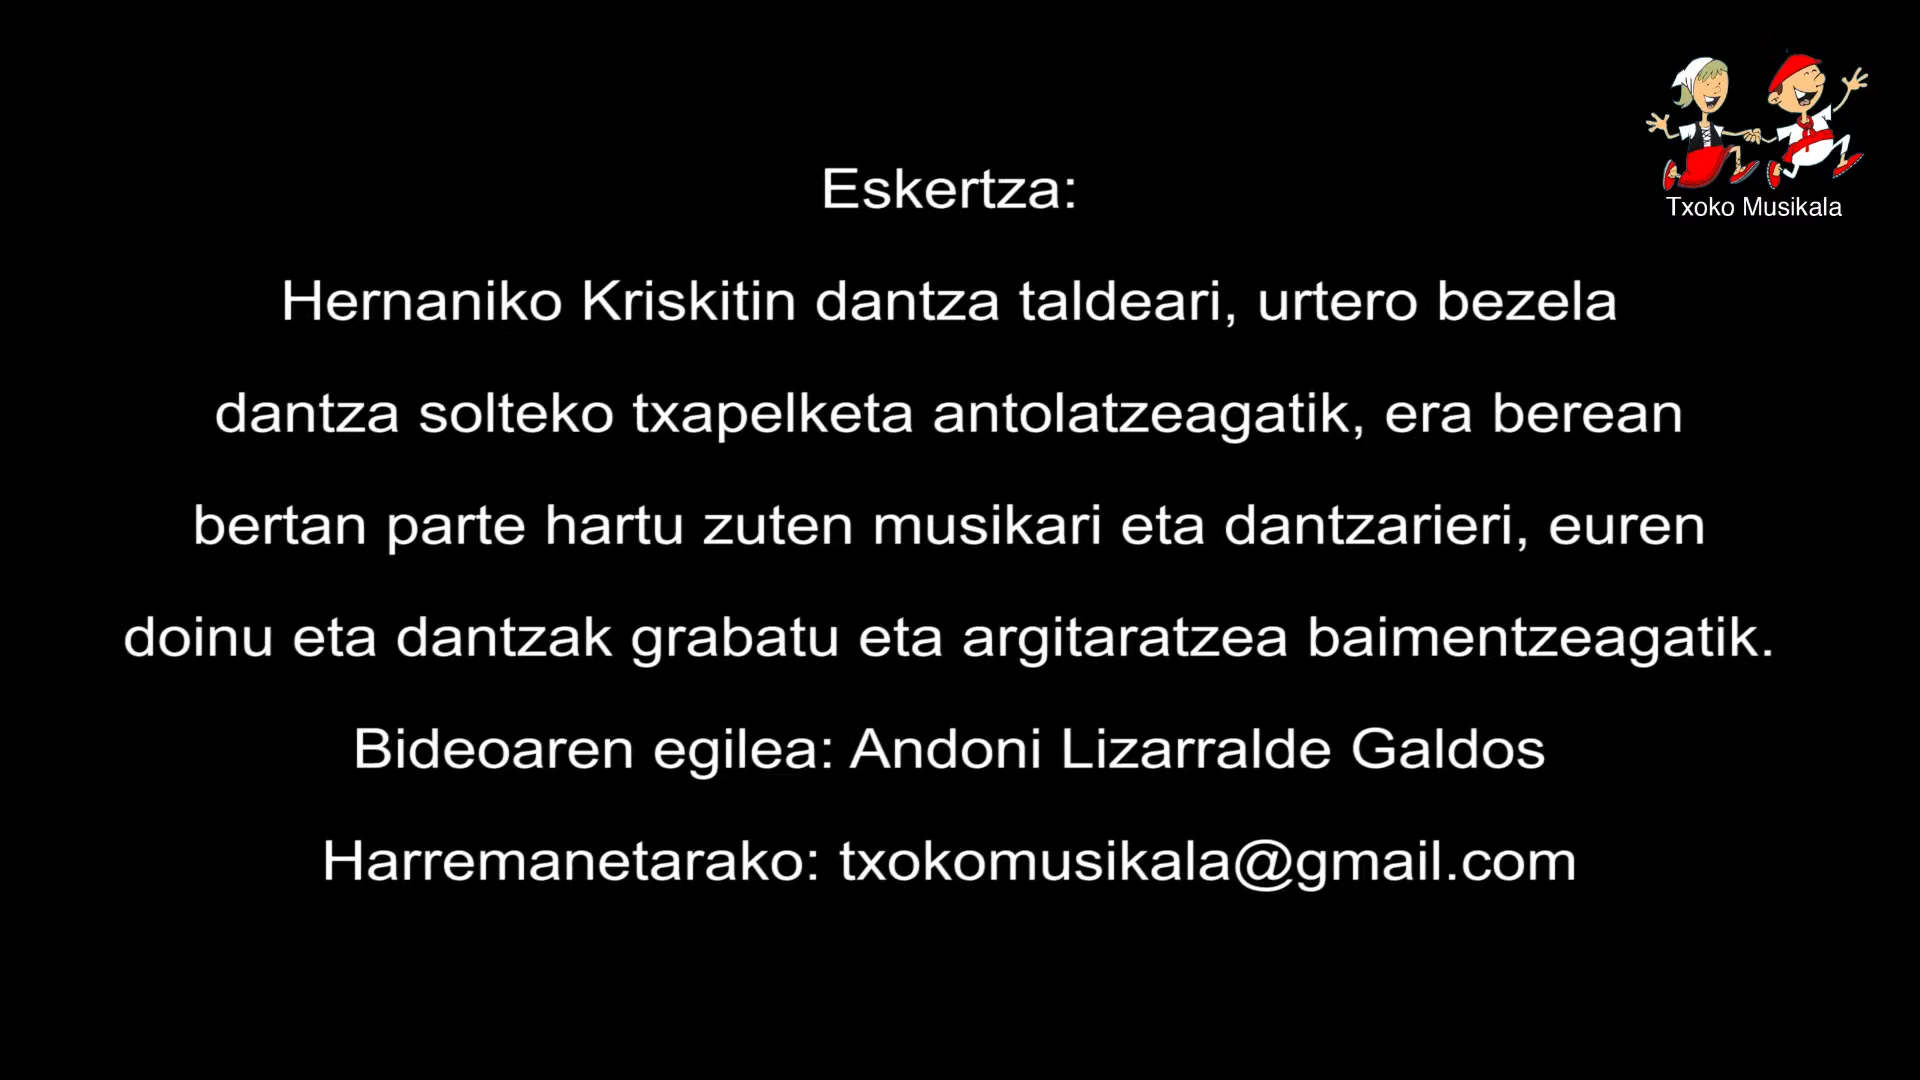 Txoko Musikala
Eskertza:
Hernaniko Kriskitin dantza taldeari, urtero bezela
dantza solteko txapelketa antolatzeagatik, era berean
bertan parte hartu zuten musikari eta dantzarieri, euren
doinu eta dantzak grabatu eta argitaratzea baimentzeagatik.
Bideoaren egilea: Andoni Lizarralde Galdos
Harremanetarako: txokomusikala@gmail.com